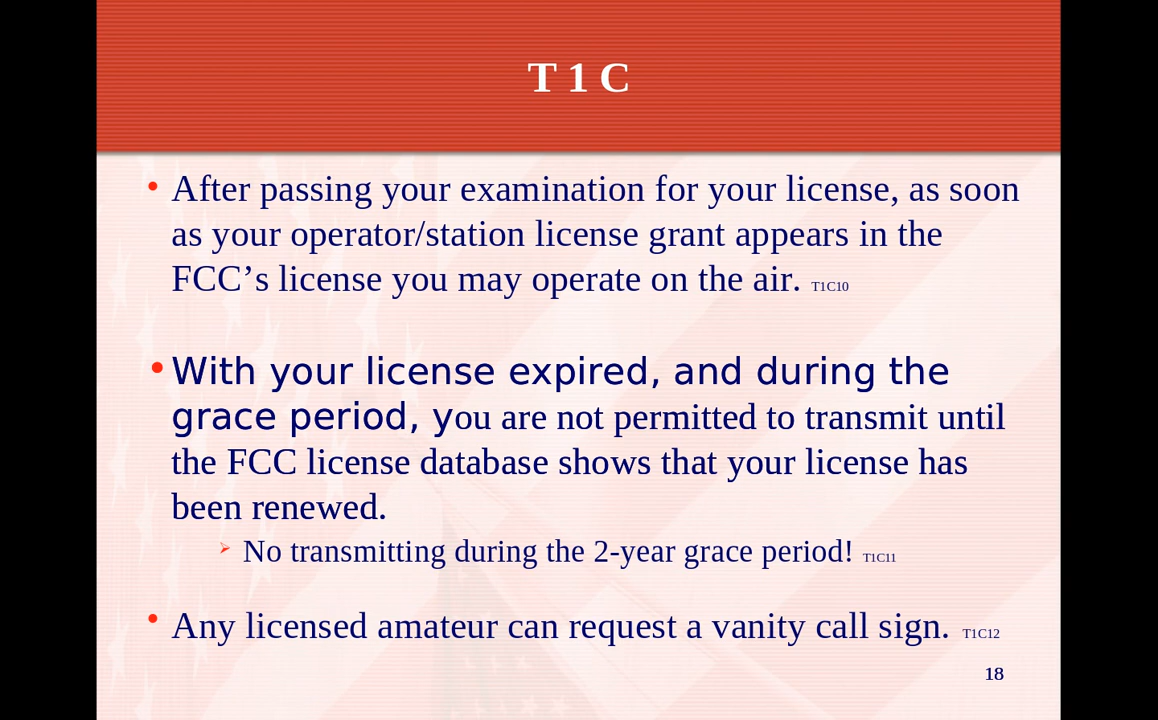 T 1 C
• After passing your examination for your license, as soon
as your operator/station license grant appears in the
FCC’s license you may operate on the air. T1C10
• With your license expired, and during the
grace period, you are not permitted to transmit until
the FCC license database shows that your license has
been renewed.
➢ No transmitting during the 2-year grace period! T1C11
• Any licensed amateur can request a vanity call sign. T1C12
18